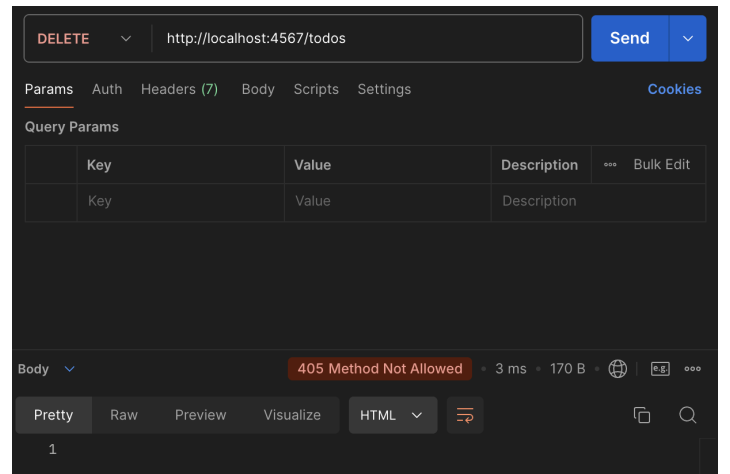 DELETE http://localhost:4567/todos Send
Params Auth Headers (7) Body Scripts Settings Cookies
Query Params
Key Value Description Bulk Edit
Key Value Description
Body 405 Method Not Allowed • 3 ms • 170 B • e.g.
Pretty Raw Preview Visualize HTML
1